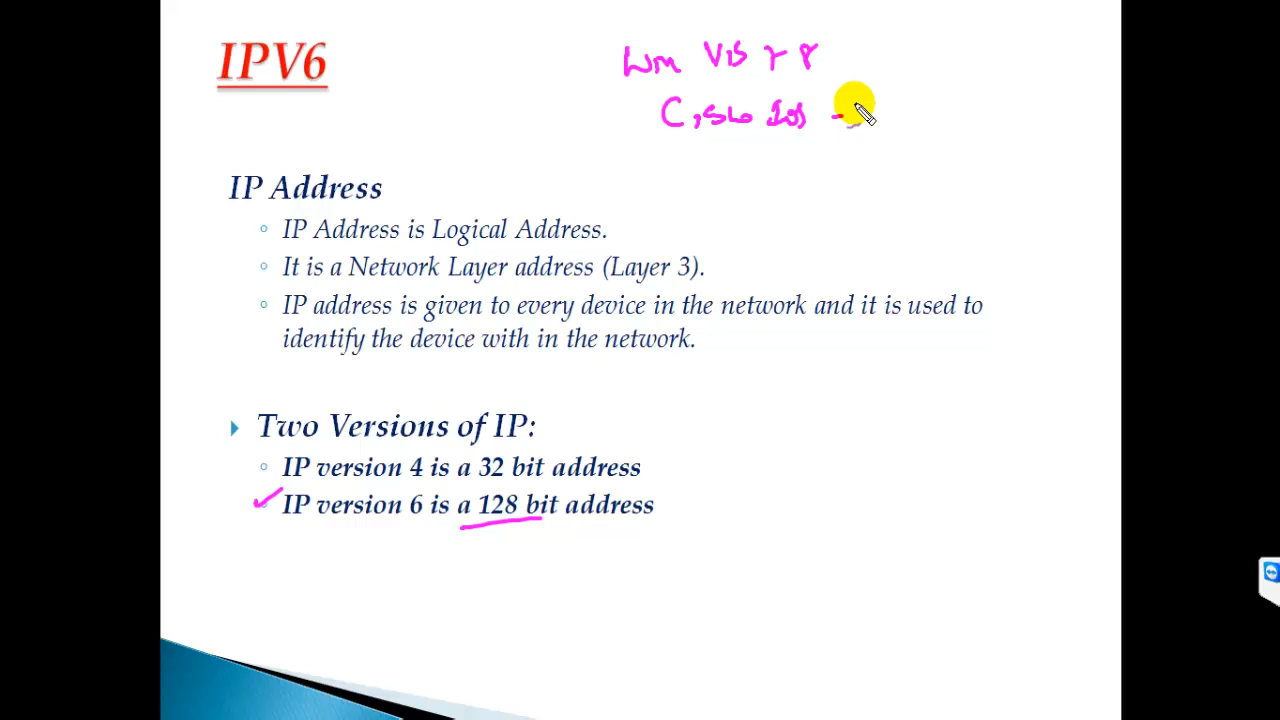 IPV6
Cisco Ios -
IP Address
IP Address is Logical Address.
It is a Network Layer address (Layer 3).
IP address is given to every device in the network and it is used to
identify the device with in the network.
Two Versions of IP:
IP version 4 is a 32 bit address
IP version 6 is a 128 bit address